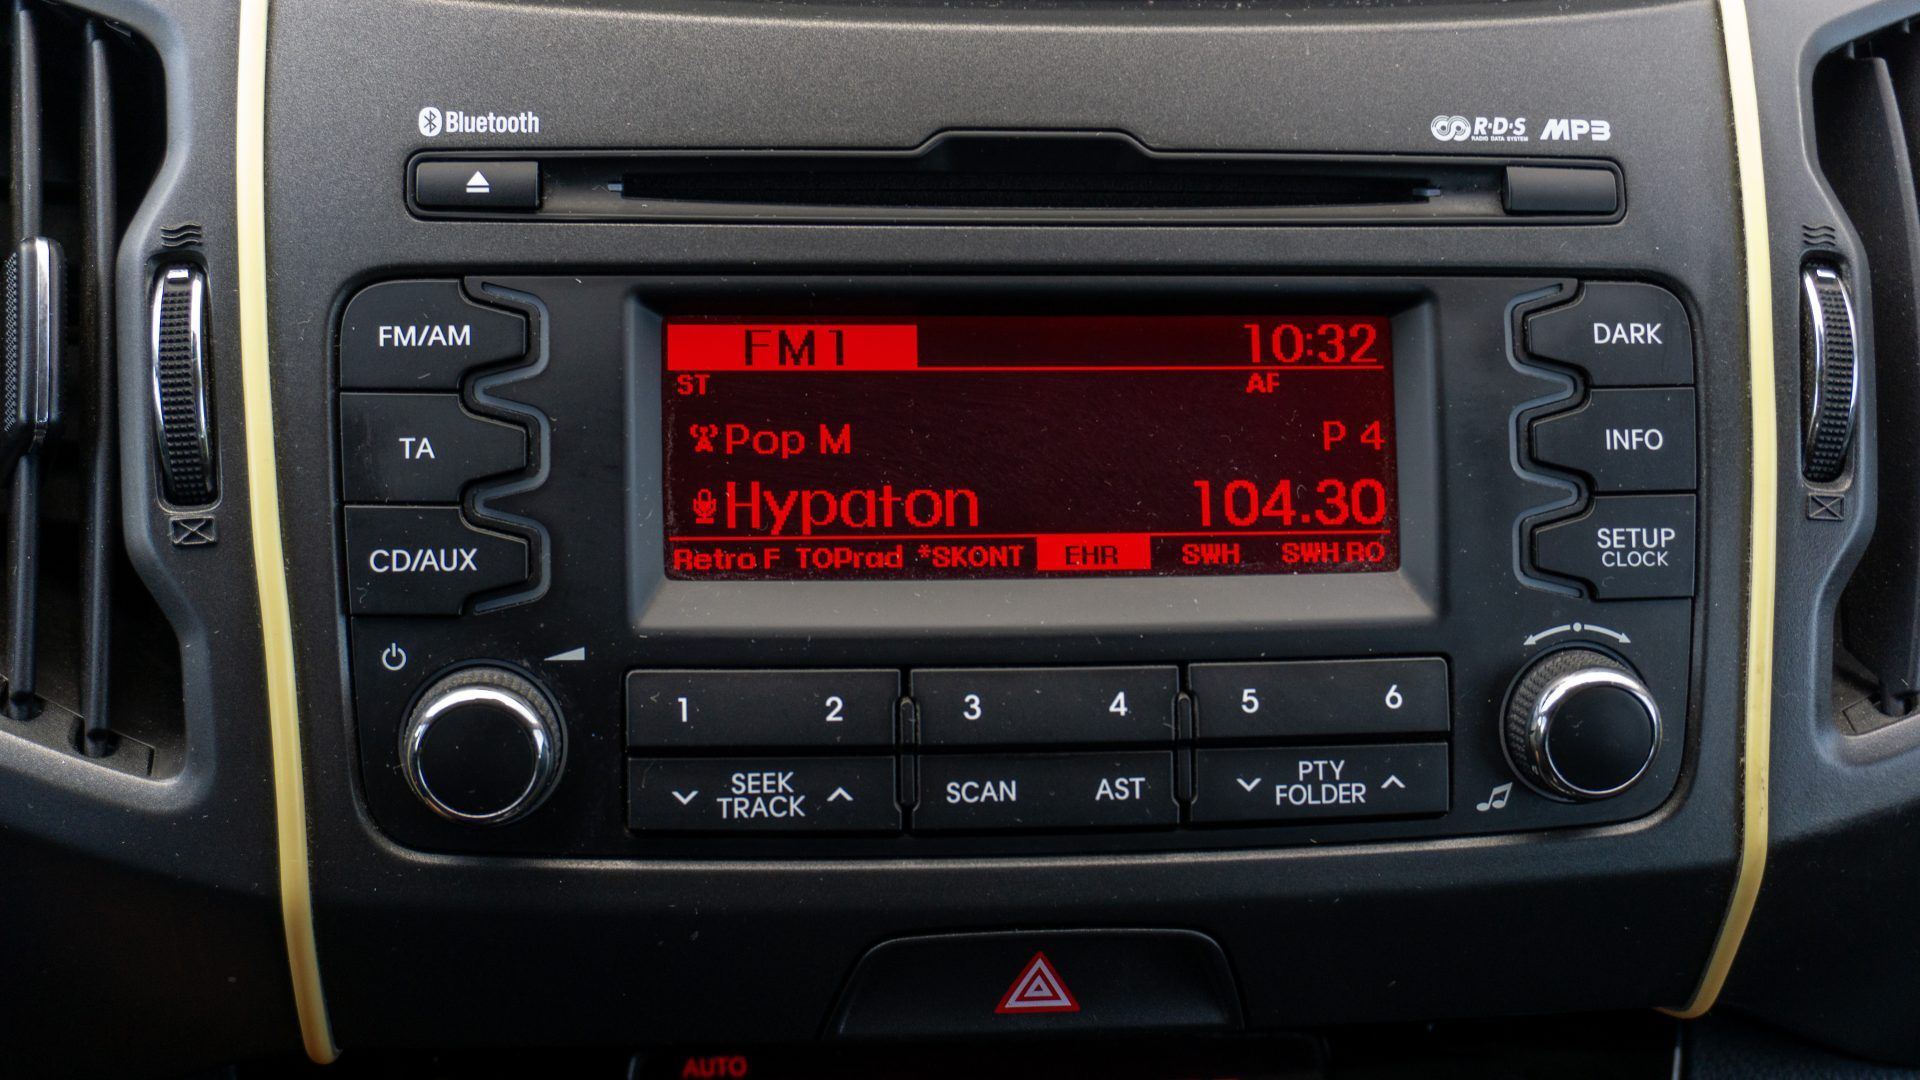 Bluetooth
R·D·S
RADIO DATA SYSTEM
MP3
FM/AM
TA
CD/AUX
FM1 10:32
ST AF
Pop M P 4
Hypaton 104.30
Retro F TOPrad *SKONT EHR SWH SWH RO
DARK
INFO
SETUP
CLOCK
1 2 3 4 5 6
SEEK
TRACK
SCAN AST
PTY
FOLDER
AUTO